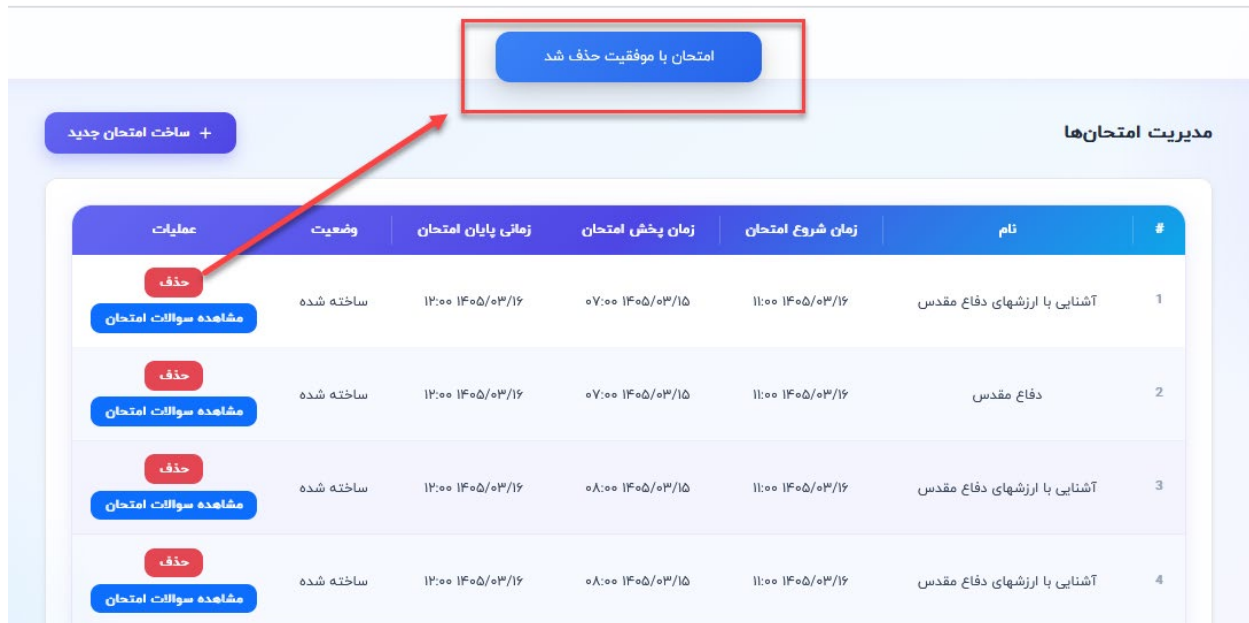 امتحان با موفقیت حذف شد
مدیریت امتحان‌ها
+ ساخت امتحان جدید
# نام زمان شروع امتحان زمان پخش امتحان زمانی پایان امتحان وضعیت عملیات
1 آشنایی با ارزشهای دفاع مقدس ۱۴۰۵/۰۳/۱۶ ۱۱:۰۰ ۱۴۰۵/۰۳/۱۵ ۰۷:۰۰ ۱۴۰۵/۰۳/۱۶ ۱۲:۰۰ ساخته شده حذف
مشاهده سوالات امتحان
2 دفاع مقدس ۱۴۰۵/۰۳/۱۶ ۱۱:۰۰ ۱۴۰۵/۰۳/۱۵ ۰۷:۰۰ ۱۴۰۵/۰۳/۱۶ ۱۲:۰۰ ساخته شده حذف
مشاهده سوالات امتحان
3 آشنایی با ارزشهای دفاع مقدس ۱۴۰۵/۰۳/۱۶ ۱۱:۰۰ ۱۴۰۵/۰۳/۱۵ ۰۸:۰۰ ۱۴۰۵/۰۳/۱۶ ۱۲:۰۰ ساخته شده حذف
مشاهده سوالات امتحان
4 آشنایی با ارزشهای دفاع مقدس ۱۴۰۵/۰۳/۱۶ ۱۱:۰۰ ۱۴۰۵/۰۳/۱۵ ۰۸:۰۰ ۱۴۰۵/۰۳/۱۶ ۱۲:۰۰ ساخته شده حذف
مشاهده سوالات امتحان